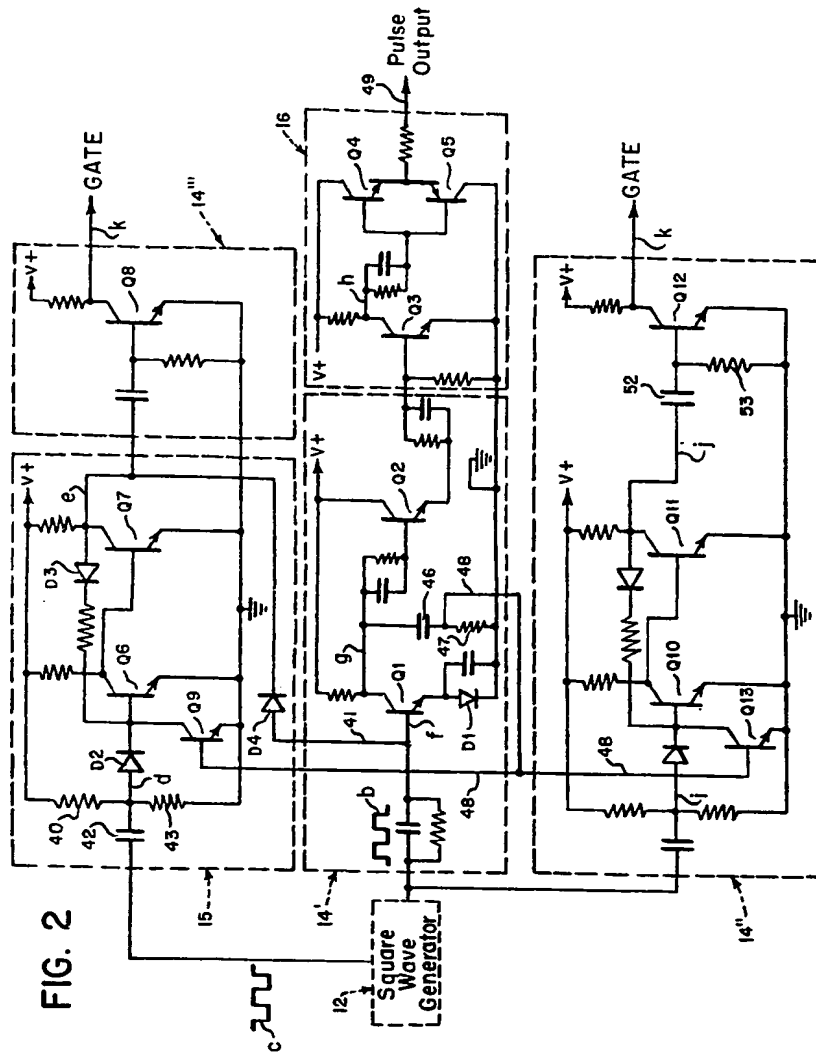 FIG. 2
c
12
Square
Wave
Generator
15
40
42
43
d
D2
Q6
Q9
D3
e
Q7
V+
D4
41
14'''
V+
k
GATE
Q8
14'
b
f
Q1
D1
g
46
47
48
48
48
Q2
V+
16
V+
h
Q3
Q4
Q5
49
Pulse
Output
14''
i
Q10
Q13
Q11
V+
j
52
53
V+
k
GATE
Q12